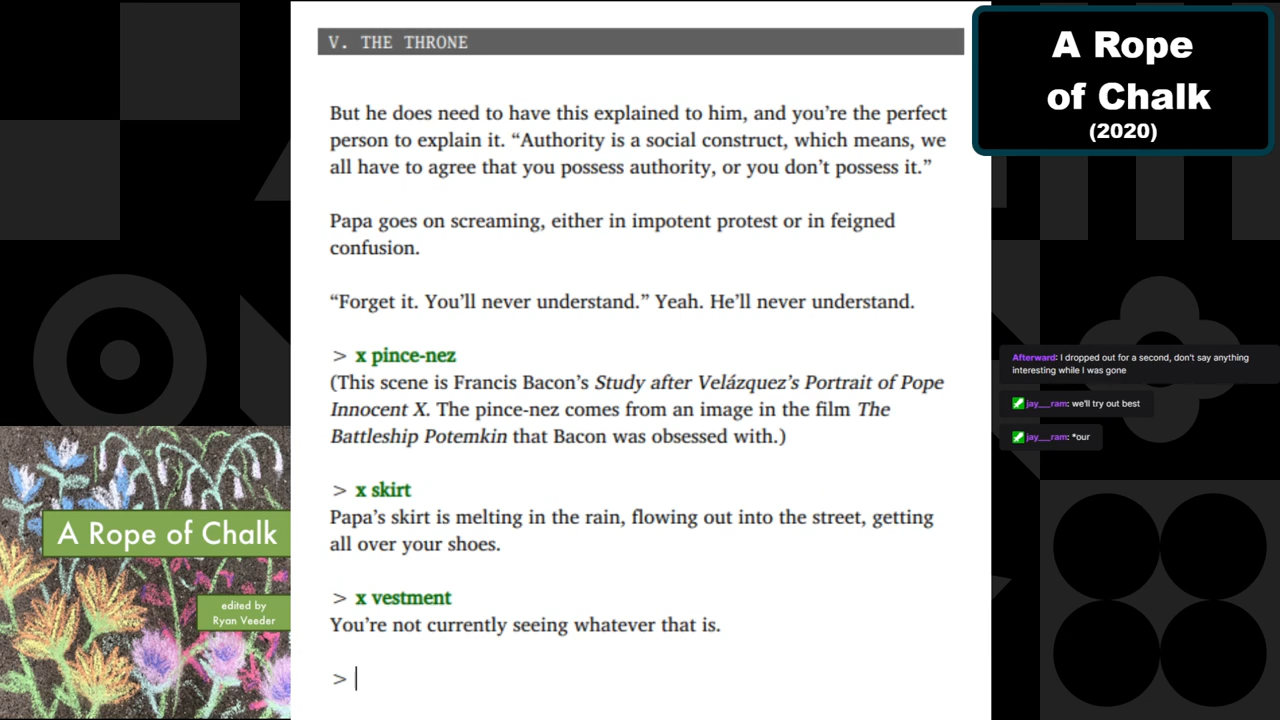 V. THE THRONE
But he does need to have this explained to him, and you’re the perfect
person to explain it. “Authority is a social construct, which means, we
all have to agree that you possess authority, or you don’t possess it.”
Papa goes on screaming, either in impotent protest or in feigned
confusion.
“Forget it. You’ll never understand.” Yeah. He’ll never understand.
> x pince-nez
(This scene is Francis Bacon’s Study after Velázquez’s Portrait of Pope
Innocent X. The pince-nez comes from an image in the film The
Battleship Potemkin that Bacon was obsessed with.)
> x skirt
Papa’s skirt is melting in the rain, flowing out into the street, getting
all over your shoes.
> x vestment
You’re not currently seeing whatever that is.
>
A Rope
of Chalk
(2020)
Afterward: I dropped out for a second, don't say anything
interesting while I was gone
jay__ram: we'll try out best
jay__ram: *our
A Rope of Chalk
edited by
Ryan Veeder